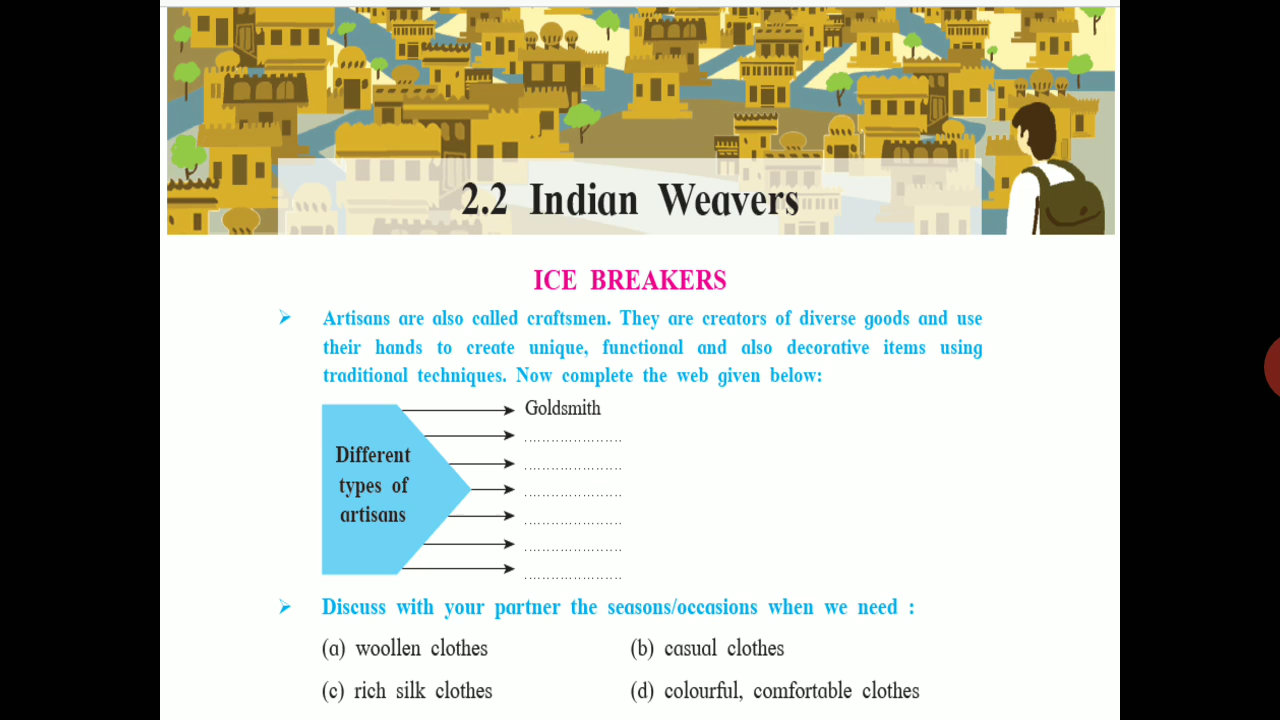 2.2 Indian Weavers
ICE BREAKERS
Artisans are also called craftsmen. They are creators of diverse goods and use
their hands to create unique, functional and also decorative items using
traditional techniques. Now complete the web given below:
Different
types of
artisans
Goldsmith
......................
......................
......................
......................
......................
......................
Discuss with your partner the seasons/occasions when we need :
(a) woollen clothes (b) casual clothes
(c) rich silk clothes (d) colourful, comfortable clothes